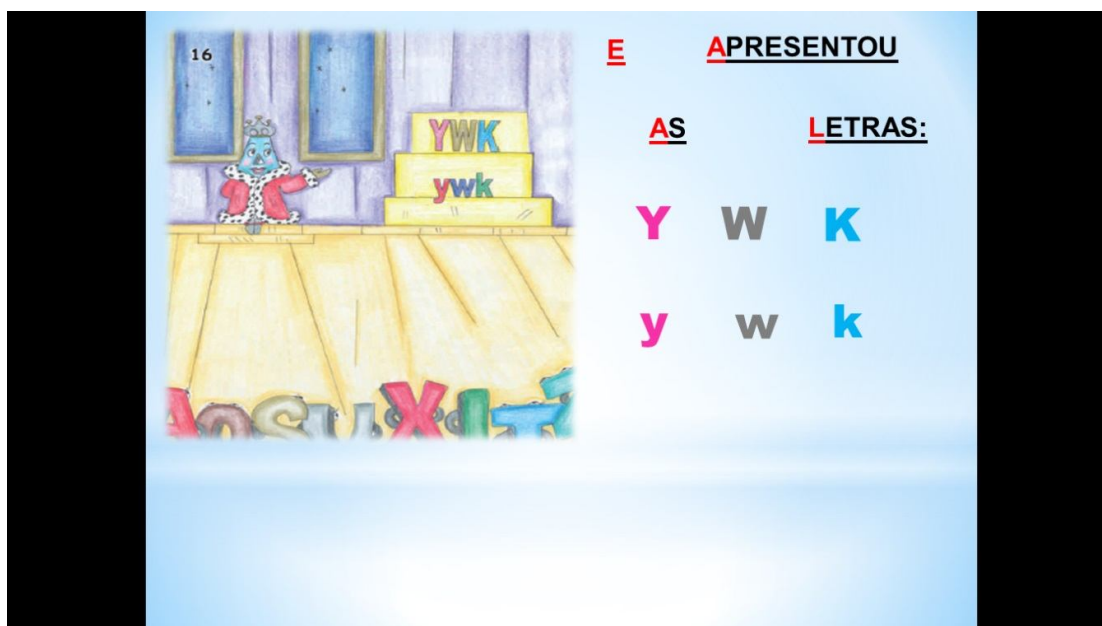 16
YWK
ywk
E APRESENTOU
AS LETRAS:
Y W K
y w k
A O S U X I T